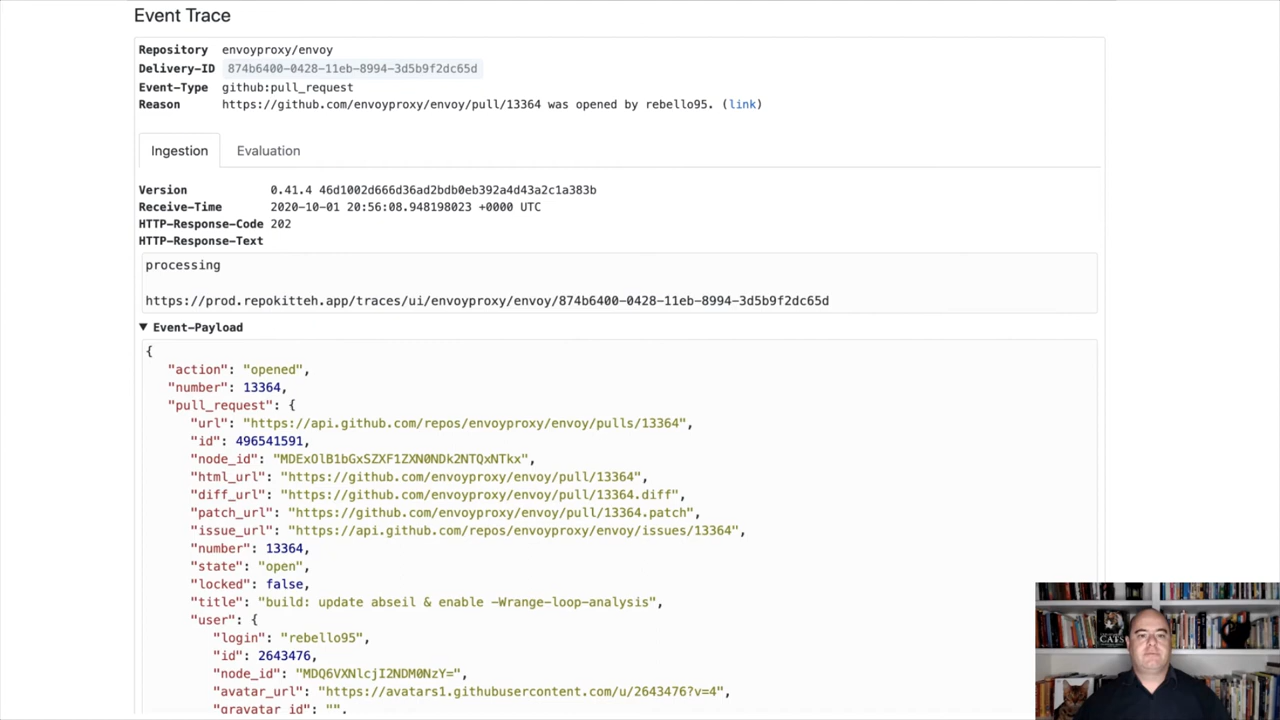 Event Trace
Repository envoyproxy/envoy
Delivery-ID 874b6400-0428-11eb-8994-3d5b9f2dc65d
Event-Type github:pull_request
Reason https://github.com/envoyproxy/envoy/pull/13364 was opened by rebello95. (link)
Ingestion Evaluation
Version 0.41.4 46d1002d666d36ad2bdb0eb392a4d43a2c1a383b
Receive-Time 2020-10-01 20:56:08.948198023 +0000 UTC
HTTP-Response-Code 202
HTTP-Response-Text
processing
https://prod.repokitteh.app/traces/ui/envoyproxy/envoy/874b6400-0428-11eb-8994-3d5b9f2dc65d
▼ Event-Payload
{
"action": "opened",
"number": 13364,
"pull_request": {
"url": "https://api.github.com/repos/envoyproxy/envoy/pulls/13364",
"id": 496541591,
"node_id": "MDExOlB1bGxSZXF1ZXN0NDk2NTQxNTkx",
"html_url": "https://github.com/envoyproxy/envoy/pull/13364",
"diff_url": "https://github.com/envoyproxy/envoy/pull/13364.diff",
"patch_url": "https://github.com/envoyproxy/envoy/pull/13364.patch",
"issue_url": "https://api.github.com/repos/envoyproxy/envoy/issues/13364",
"number": 13364,
"state": "open",
"locked": false,
"title": "build: update abseil & enable -Wrange-loop-analysis",
"user": {
"login": "rebello95",
"id": 2643476,
"node_id": "MDQ6VXNlcjI2NDM0NzY=",
"avatar_url": "https://avatars1.githubusercontent.com/u/2643476?v=4",
"gravatar_id": "",
CATS